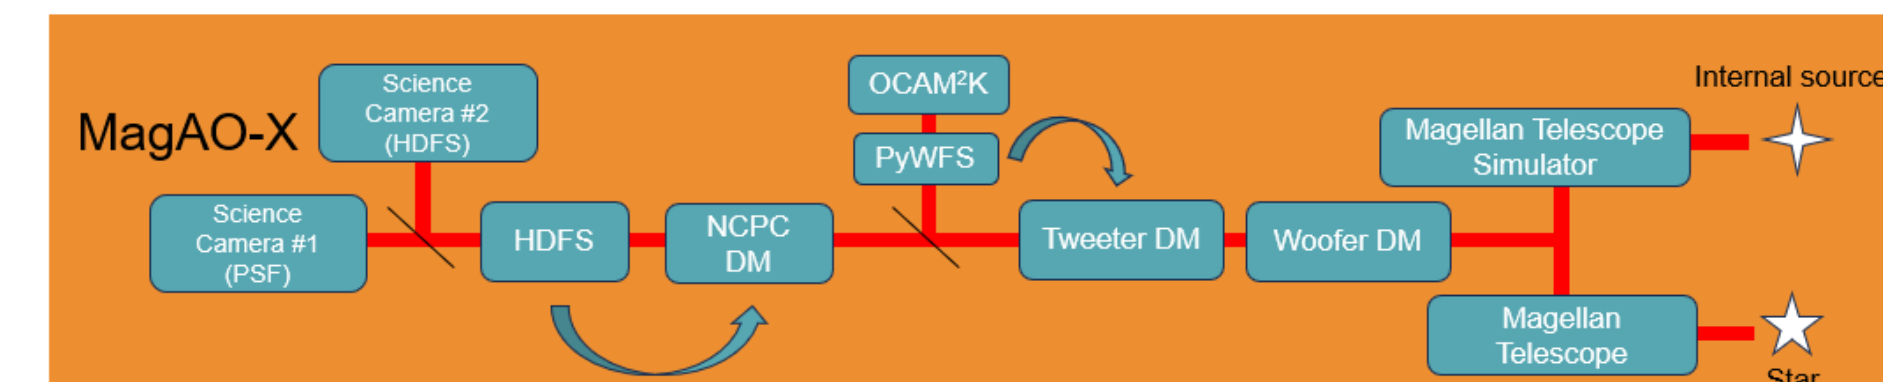 MagAO-X
Science
Camera #2
(HDFS)
Science
Camera #1
(PSF)
HDFS
NCPC
DM
OCAM²K
PyWFS
Tweeter DM
Woofer DM
Internal source
Magellan Telescope
Simulator
Magellan
Telescope
Star